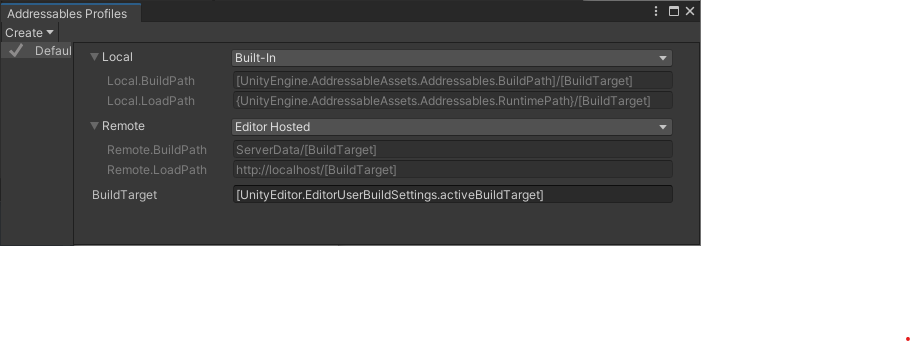 Addressables Profiles
Create
Defaul
Local
Built-In
Local.BuildPath
[UnityEngine.AddressableAssets.Addressables.BuildPath]/[BuildTarget]
Local.LoadPath
{UnityEngine.AddressableAssets.Addressables.RuntimePath}/[BuildTarget]
Remote
Editor Hosted
Remote.BuildPath
ServerData/[BuildTarget]
Remote.LoadPath
http://localhost/[BuildTarget]
BuildTarget
[UnityEditor.EditorUserBuildSettings.activeBuildTarget]